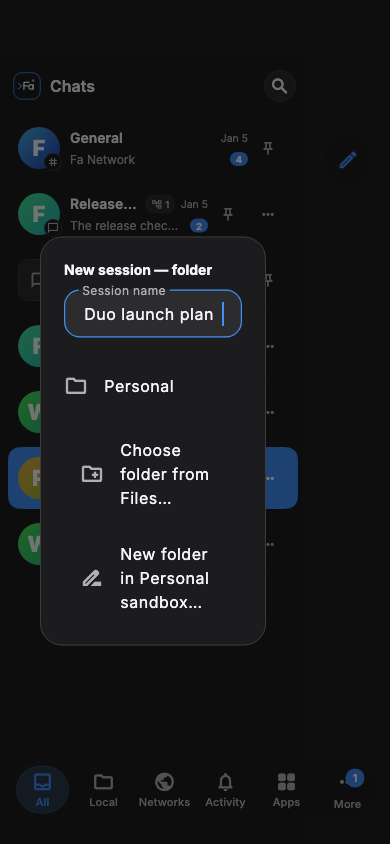 Fa
Chats
General
Jan 5
F
#
Fa Network
4
Release...
1
Jan 5
F
The release chec...
2
New session — folder
Session name
Duo launch plan
Personal
Choose
folder from
Files...
New folder
in Personal
sandbox...
All
Local
Networks
Activity
Apps
1
More